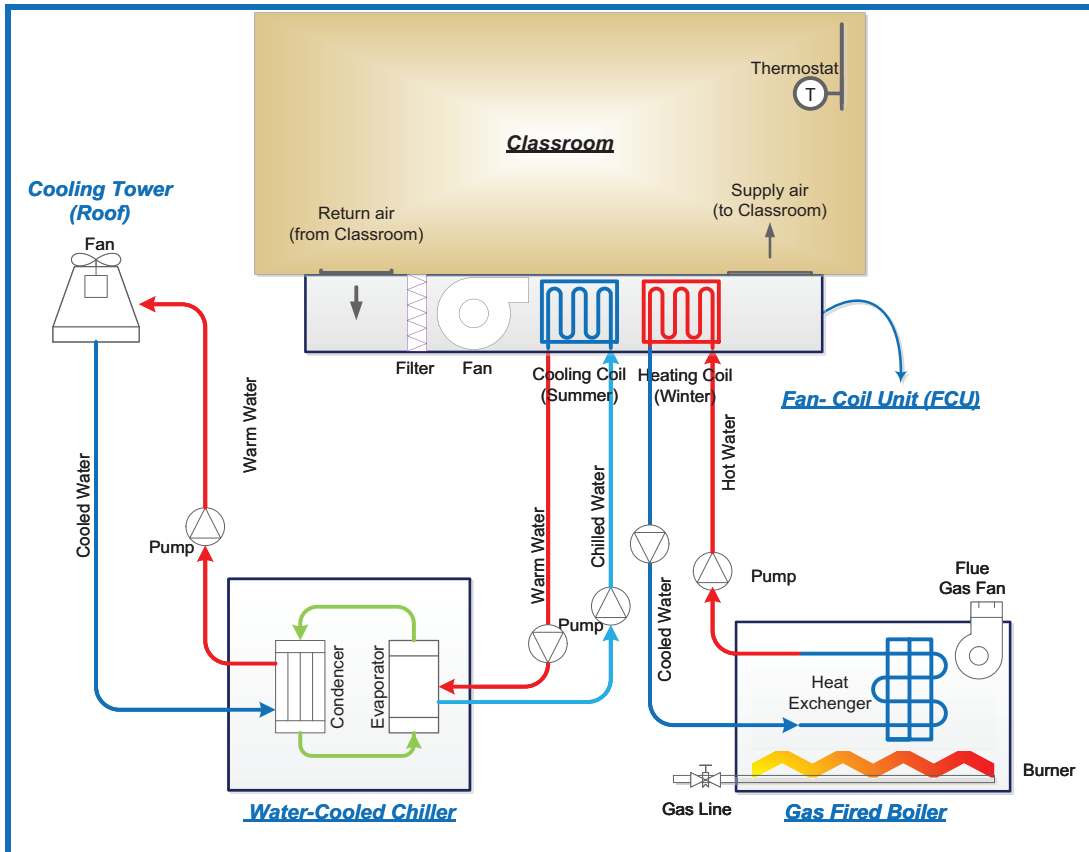 Thermostat
T
Classroom
Cooling Tower
(Roof)
Fan
Return air
(from Classroom)
Supply air
(to Classroom)
Filter
Fan
Cooling Coil
(Summer)
Heating Coil
(Winter)
Fan- Coil Unit (FCU)
Warm Water
Cooled Water
Pump
Warm Water
Chilled Water
Pump
Cooled Water
Hot Water
Pump
Flue
Gas Fan
Condencer
Evaporator
Heat
Exchenger
Burner
Gas Line
Water-Cooled Chiller
Gas Fired Boiler